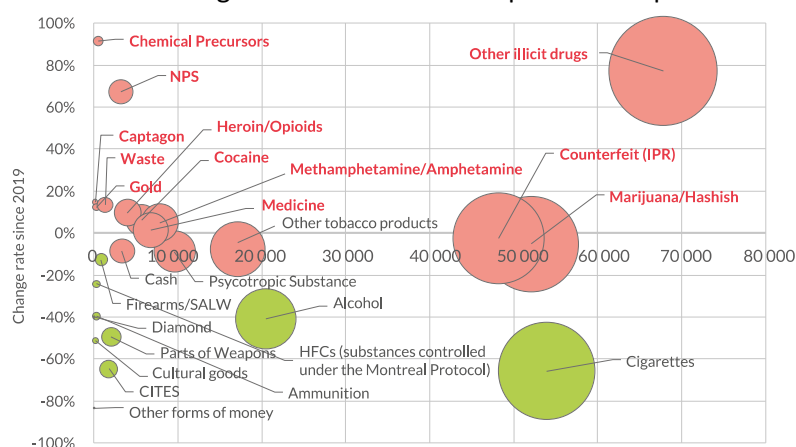 100%
Chemical Precursors
80%
Other illicit drugs
NPS
60%
40%
Captagon
Heroin/Opioids
Waste
Cocaine
Counterfeit (IPR)
20%
Gold
Methamphetamine/Amphetamine
Marijuana/Hashish
Medicine
Other tobacco products
0%
0 10 000 20 000 30 000 40 000 50 000 60 000 70 000 80 000
Cash
Psycotropic Substance
-20%
Firearms/SALW
Alcohol
Diamond
-40%
Parts of Weapons
HFCs (substances controlled
under the Montreal Protocol)
Cigarettes
-60%
Cultural goods
CITES
Ammunition
-80%
Other forms of money
-100%
Change rate since 2019